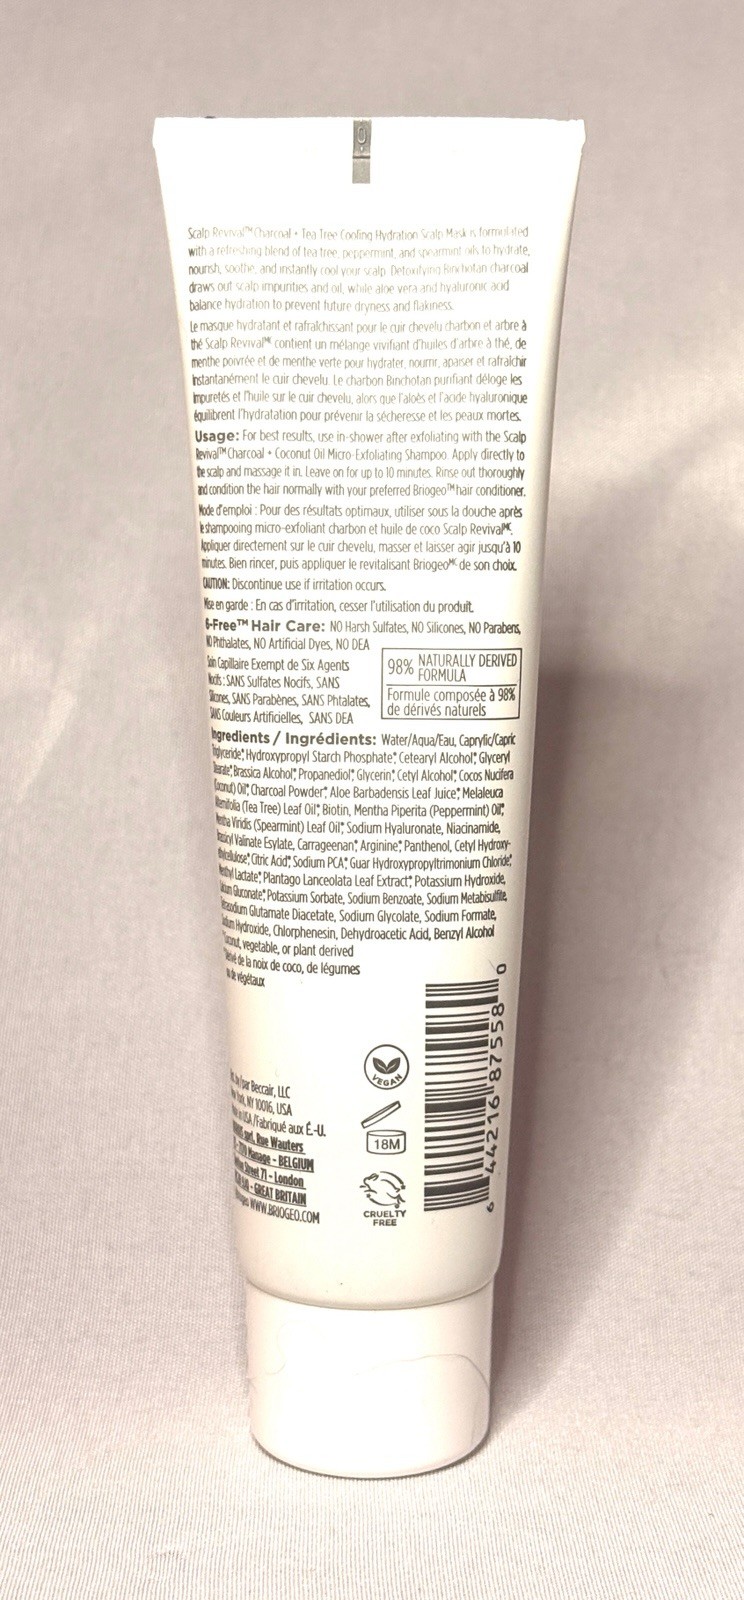 Scalp Revival™ Charcoal + Tea Tree Cooling Hydration Scalp Mask is formulated
with a refreshing blend of tea tree, peppermint, and spearmint oils to hydrate,
nourish, soothe, and instantly cool your scalp. Detoxifying Binchotan charcoal
draws out scalp impurities and oil, while aloe vera and hyaluronic acid
balance hydration to prevent future dryness and flakiness.
Le masque hydratant et rafraîchissant pour le cuir chevelu charbon et arbre à
thé Scalp Revival MC contient un mélange vivifiant d'huiles d'arbre à thé, de
menthe poivrée et de menthe verte pour hydrater, nourrir, apaiser et rafraîchir
instantanément le cuir chevelu. Le charbon Binchotan purifiant déloge les
impuretés et l'huile sur le cuir chevelu, alors que l'aloès et l'acide hyaluronique
équilibrent l'hydratation pour prévenir la sécheresse et les peaux mortes.
Usage: For best results, use in-shower after exfoliating with the Scalp
Revival™ Charcoal + Coconut Oil Micro-Exfoliating Shampoo. Apply directly to
the scalp and massage it in. Leave on for up to 10 minutes. Rinse out thoroughly
and condition the hair normally with your preferred Briogeo™ hair conditioner.
Mode d'emploi : Pour des résultats optimaux, utiliser sous la douche après
le shampooing micro-exfoliant charbon et huile de coco Scalp Revival MC.
Appliquer directement sur le cuir chevelu, masser et laisser agir jusqu'à 10
minutes. Bien rincer, puis appliquer le revitalisant Briogeo MC de son choix.
CAUTION: Discontinue use if irritation occurs.
Mise en garde : En cas d'irritation, cesser l'utilisation du produit.
6-Free™ Hair Care: NO Harsh Sulfates, NO Silicones, NO Parabens,
NO Phthalates, NO Artificial Dyes, NO DEA
Soin Capillaire Exempt de Six Agents
Nocifs : SANS Sulfates Nocifs, SANS
Silicones, SANS Parabènes, SANS Phtalates,
SANS Couleurs Artificielles, SANS DEA
98% NATURALLY DERIVED
FORMULA
Formule composée à 98%
de dérivés naturels
Ingredients / Ingrédients: Water/Aqua/Eau, Caprylic/Capric
Triglyceride*, Hydroxypropyl Starch Phosphate*, Cetearyl Alcohol*, Glyceryl
Stearate*, Brassica Alcohol*, Propanediol*, Glycerin*, Cetyl Alcohol*, Cocos Nucifera
(Coconut) Oil*, Charcoal Powder*, Aloe Barbadensis Leaf Juice*, Melaleuca
Alternifolia (Tea Tree) Leaf Oil*, Biotin, Mentha Piperita (Peppermint) Oil*,
Mentha Viridis (Spearmint) Leaf Oil*, Sodium Hyaluronate, Niacinamide,
Brassicyl Valinate Esylate, Carrageenan*, Arginine*, Panthenol, Cetyl Hydroxy-
ethylcellulose*, Citric Acid*, Sodium PCA*, Guar Hydroxypropyltrimonium Chloride*,
Menthyl Lactate*, Plantago Lanceolata Leaf Extract*, Potassium Hydroxide,
Gluconate*, Potassium Sorbate, Sodium Benzoate, Sodium Metabisulfite,
Tetrasodium Glutamate Diacetate, Sodium Glycolate, Sodium Formate,
Sodium Hydroxide, Chlorphenesin, Dehydroacetic Acid, Benzyl Alcohol
*Coconut, vegetable, or plant derived
*Dérivé de la noix de coco, de légumes
ou de végétaux
by/par Beccair, LLC
New York, NY 10016, USA
in USA/Fabriqué aux É.-U.
sprl, Rue Wauters
7170 Manage - BELGIUM
Street 71 - London
- GREAT BRITAIN
WWW.BRIOGEO.COM
VEGAN
18M
CRUELTY
FREE
6 44216 87558 0